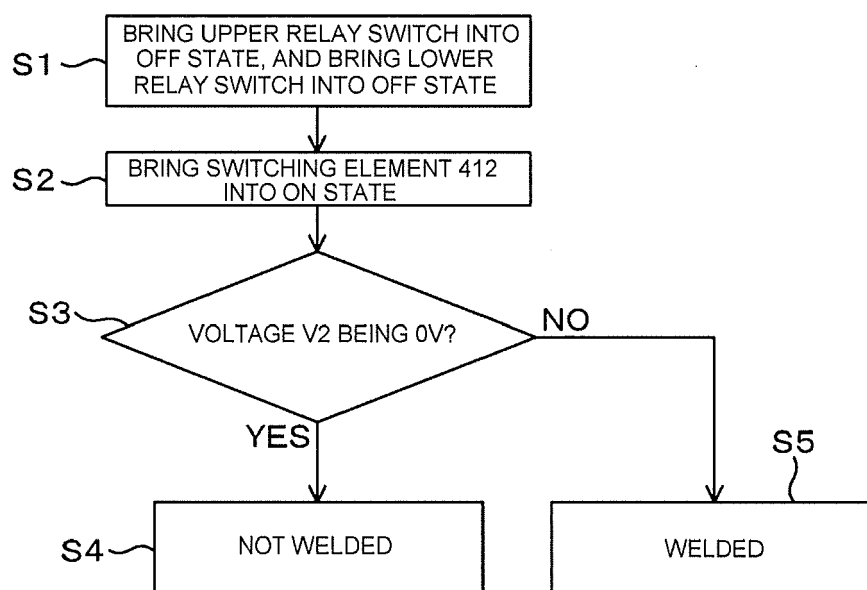 S1
BRING UPPER RELAY SWITCH INTO
OFF STATE, AND BRING LOWER
RELAY SWITCH INTO OFF STATE
S2
BRING SWITCHING ELEMENT 412
INTO ON STATE
S3
VOLTAGE V2 BEING 0V?
NO
YES
S4
NOT WELDED
S5
WELDED